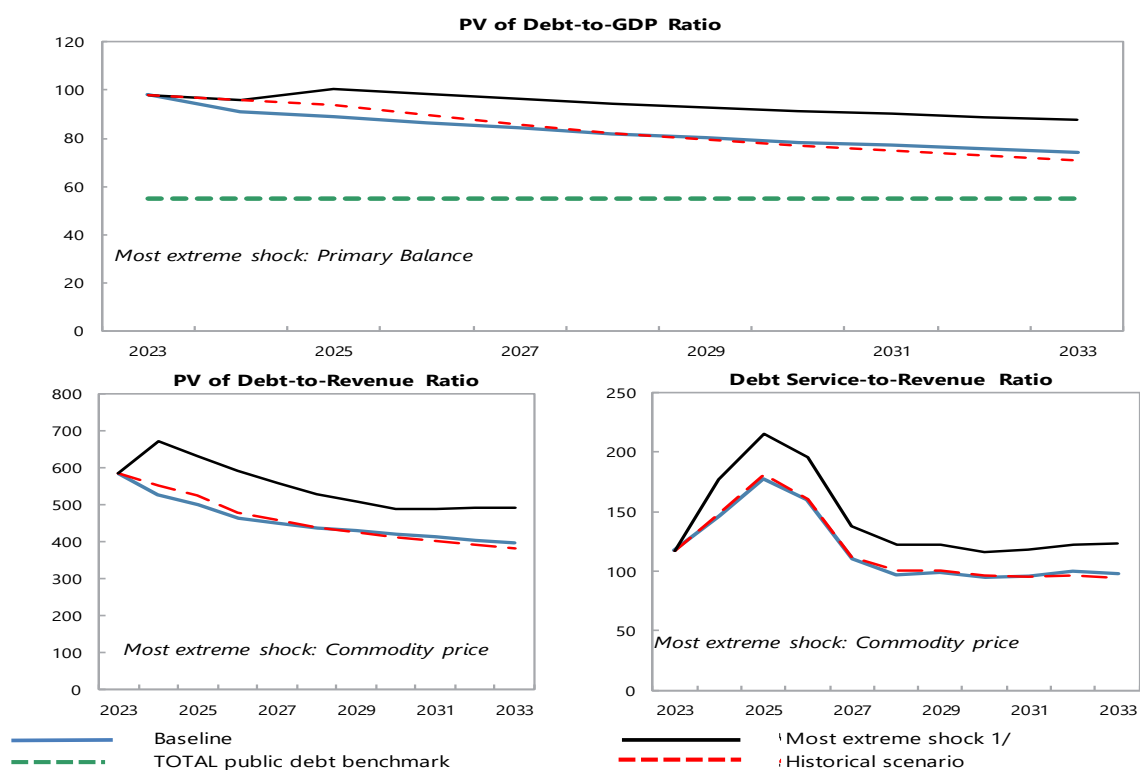 PV of Debt-to-GDP Ratio
120
100
80
60
40
20
0
Most extreme shock: Primary Balance
2023 2025 2027 2029 2031 2033
PV of Debt-to-Revenue Ratio
800
700
600
500
400
300
200
100
0
Most extreme shock: Commodity price
2023 2025 2027 2029 2031 2033
Debt Service-to-Revenue Ratio
250
200
150
100
50
0
Most extreme shock: Commodity price
2023 2025 2027 2029 2031 2033
Baseline
Most extreme shock 1/
TOTAL public debt benchmark
Historical scenario